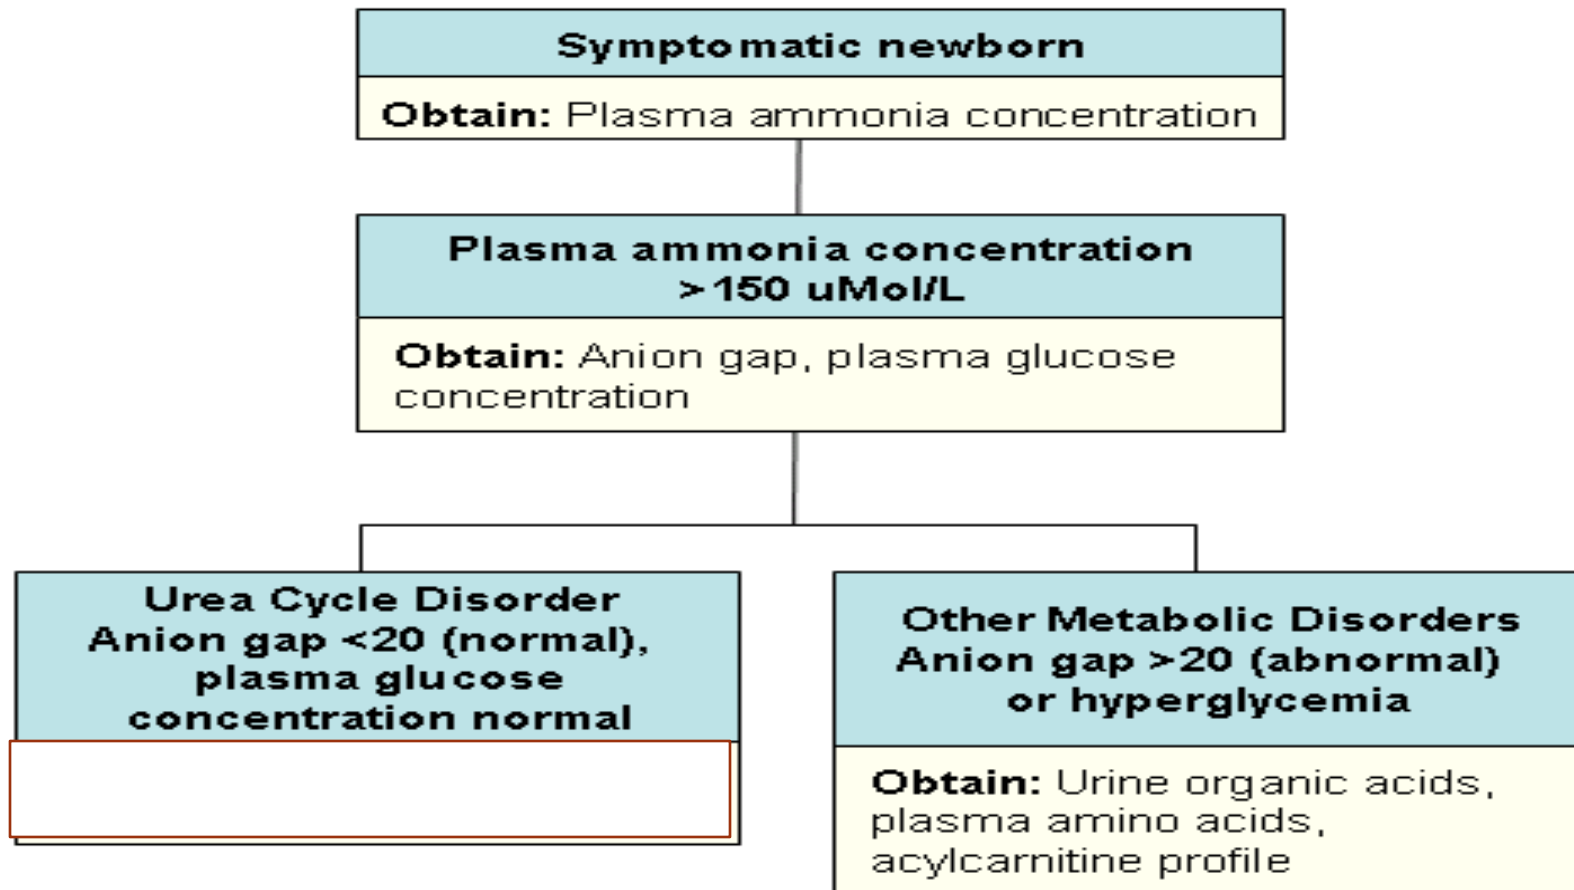 Symptomatic newborn
Obtain: Plasma ammonia concentration
Plasma ammonia concentration
>150 uMol/L
Obtain: Anion gap, plasma glucose
concentration
Urea Cycle Disorder
Anion gap <20 (normal),
plasma glucose
concentration normal
Other Metabolic Disorders
Anion gap >20 (abnormal)
or hyperglycemia
Obtain: Urine organic acids,
plasma amino acids,
acylcarnitine profile